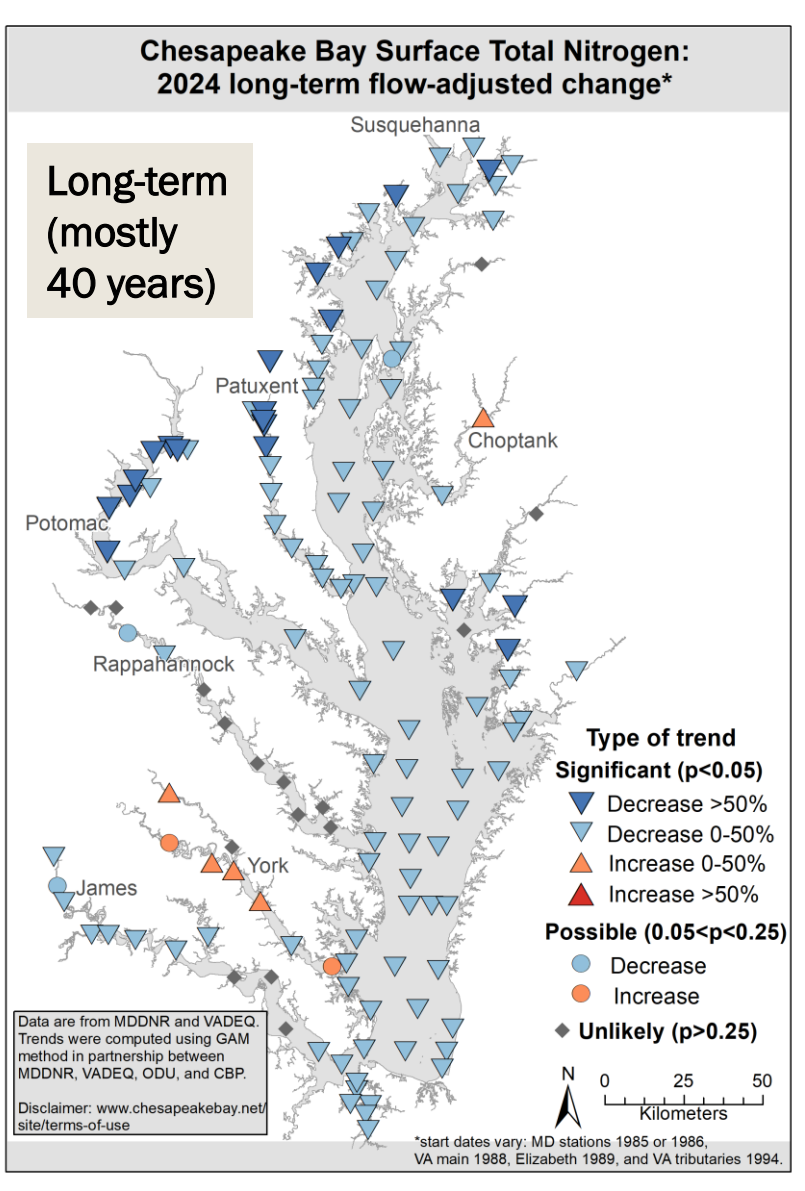 Chesapeake Bay Surface Total Nitrogen:
2024 long-term flow-adjusted change*
Susquehanna
Long-term
(mostly
40 years)
Patuxent
Choptank
Potomac
Rappahannock
York
James
Type of trend
Significant (p<0.05)
Decrease >50%
Decrease 0-50%
Increase 0-50%
Increase >50%
Possible (0.05<p<0.25)
Decrease
Increase
Unlikely (p>0.25)
Data are from MDDNR and VADEQ.
Trends were computed using GAM
method in partnership between
MDDNR, VADEQ, ODU, and CBP.
Disclaimer: www.chesapeakebay.net/
site/terms-of-use
N
0 25 50
Kilometers
*start dates vary: MD stations 1985 or 1986,
VA main 1988, Elizabeth 1989, and VA tributaries 1994.